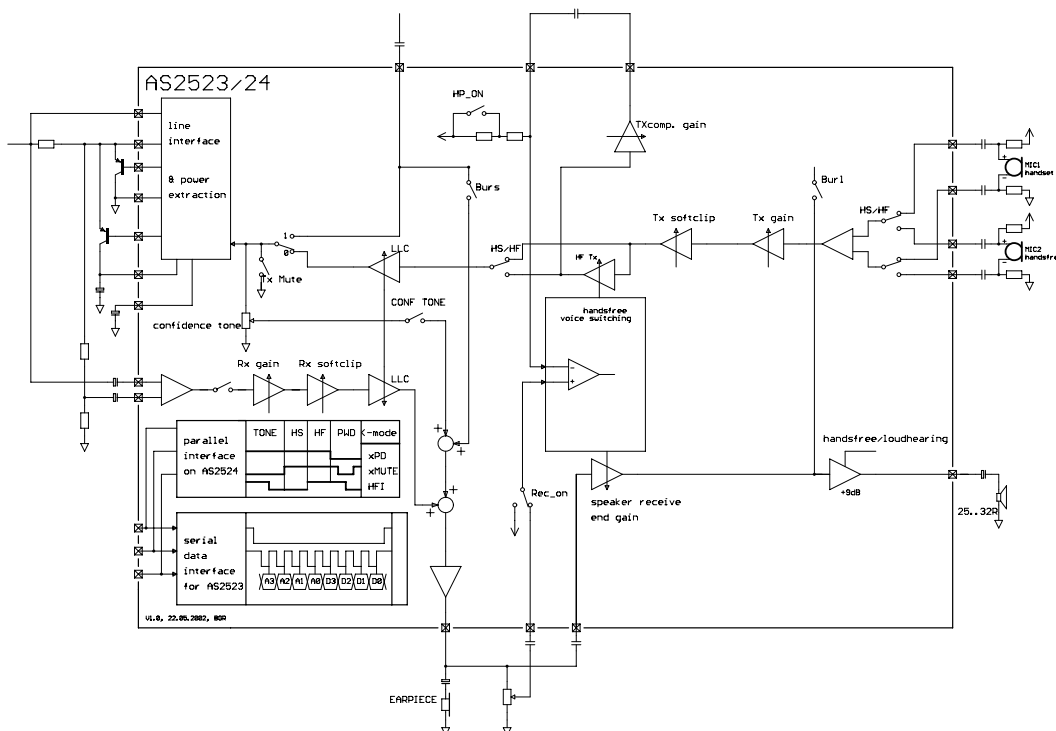 AS2523/24
line
interface
& power
extraction
HP_ON
TXcomp. gain
Burs
Burl
MIC1
handset
HS/HF
MIC2
handsfre
Tx softclip
Tx gain
1
0
Tx Mute
LLC
HS/HF
HF Tx
CONF TONE
confidence tone
handsfree
voice switching
Rx gain
Rx softclip
LLC
-
+
parallel
interface
on AS2524
TONE HS HF PWD <-mode
xPD
xMUTE
HFI
+
+
+
+
Rec_on
speaker receive
end gain
handsfree/loudhearing
+9dB
25..32R
serial
data
interface
for AS2523
A3 A2 A1 A0 D3 D2 D1 D0
V1.0, 22.05.2002, BGR
EARPIECE